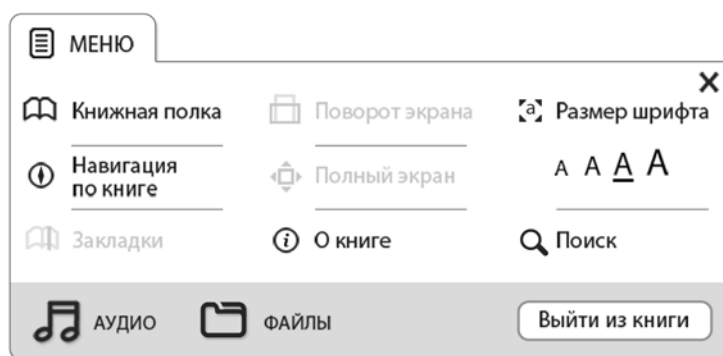 МЕНЮ
Книжная полка
Поворот экрана
Размер шрифта
Навигация
по книге
Полный экран
А А А А
Закладки
О книге
Поиск
АУДИО
ФАЙЛЫ
Выйти из книги